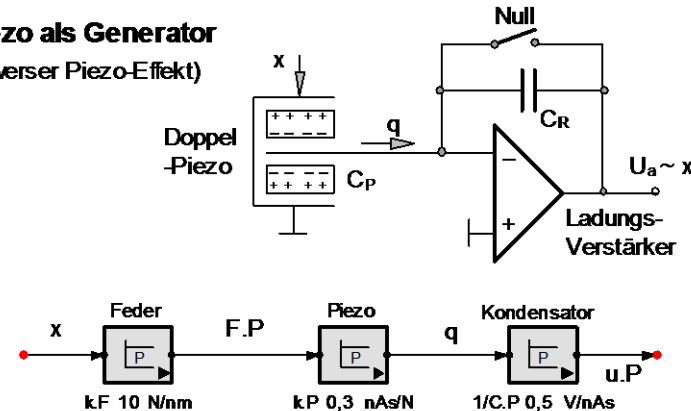 zo als Generator
verser Piezo-Effekt)
Null
x
C_R
q
Doppel
-Piezo
+ + + +
− − − −
− − − −
+ + + +
C_P
−
+
U_a ~ x
Ladungs-
Verstärker
Feder
Piezo
Kondensator
x
F.P
q
u.P
P
P
P
k.F 10 N/nm
k.P 0,3 nAs/N
1/C.P 0,5 V/nAs